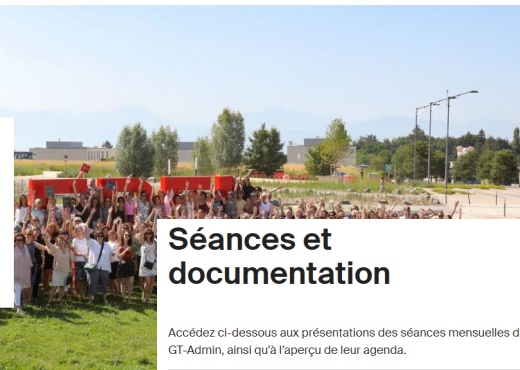 Séances et
documentation
Accédez ci-dessous aux présentations des séances mensuelles d
GT-Admin, ainsi qu'à l'aperçu de leur agenda.